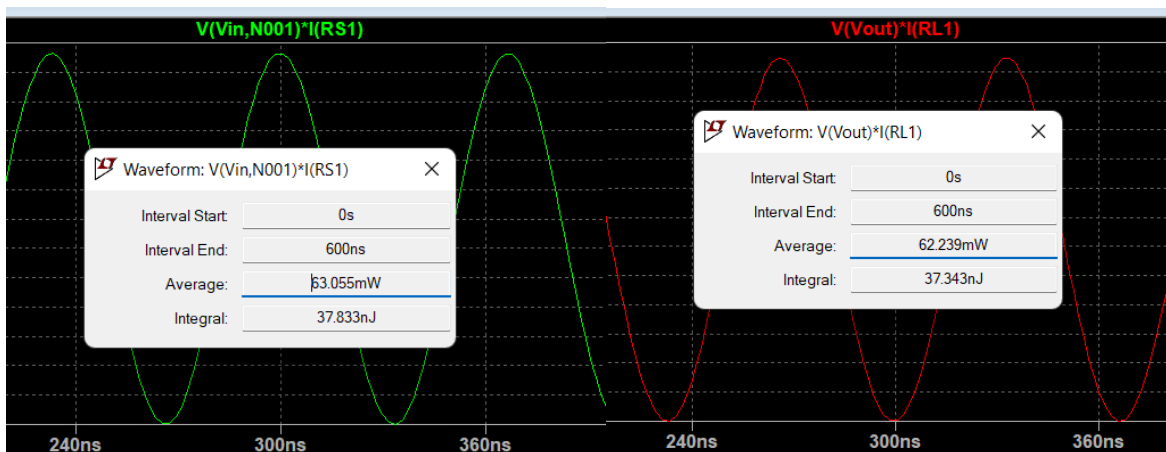 V(Vin,N001)*I(RS1)
Waveform: V(Vin,N001)*I(RS1)
Interval Start: 0s
Interval End: 600ns
Average: 63.055mW
Integral: 37.833nJ
240ns 300ns 360ns
V(Vout)*I(RL1)
Waveform: V(Vout)*I(RL1)
Interval Start: 0s
Interval End: 600ns
Average: 62.239mW
Integral: 37.343nJ
240ns 300ns 360ns